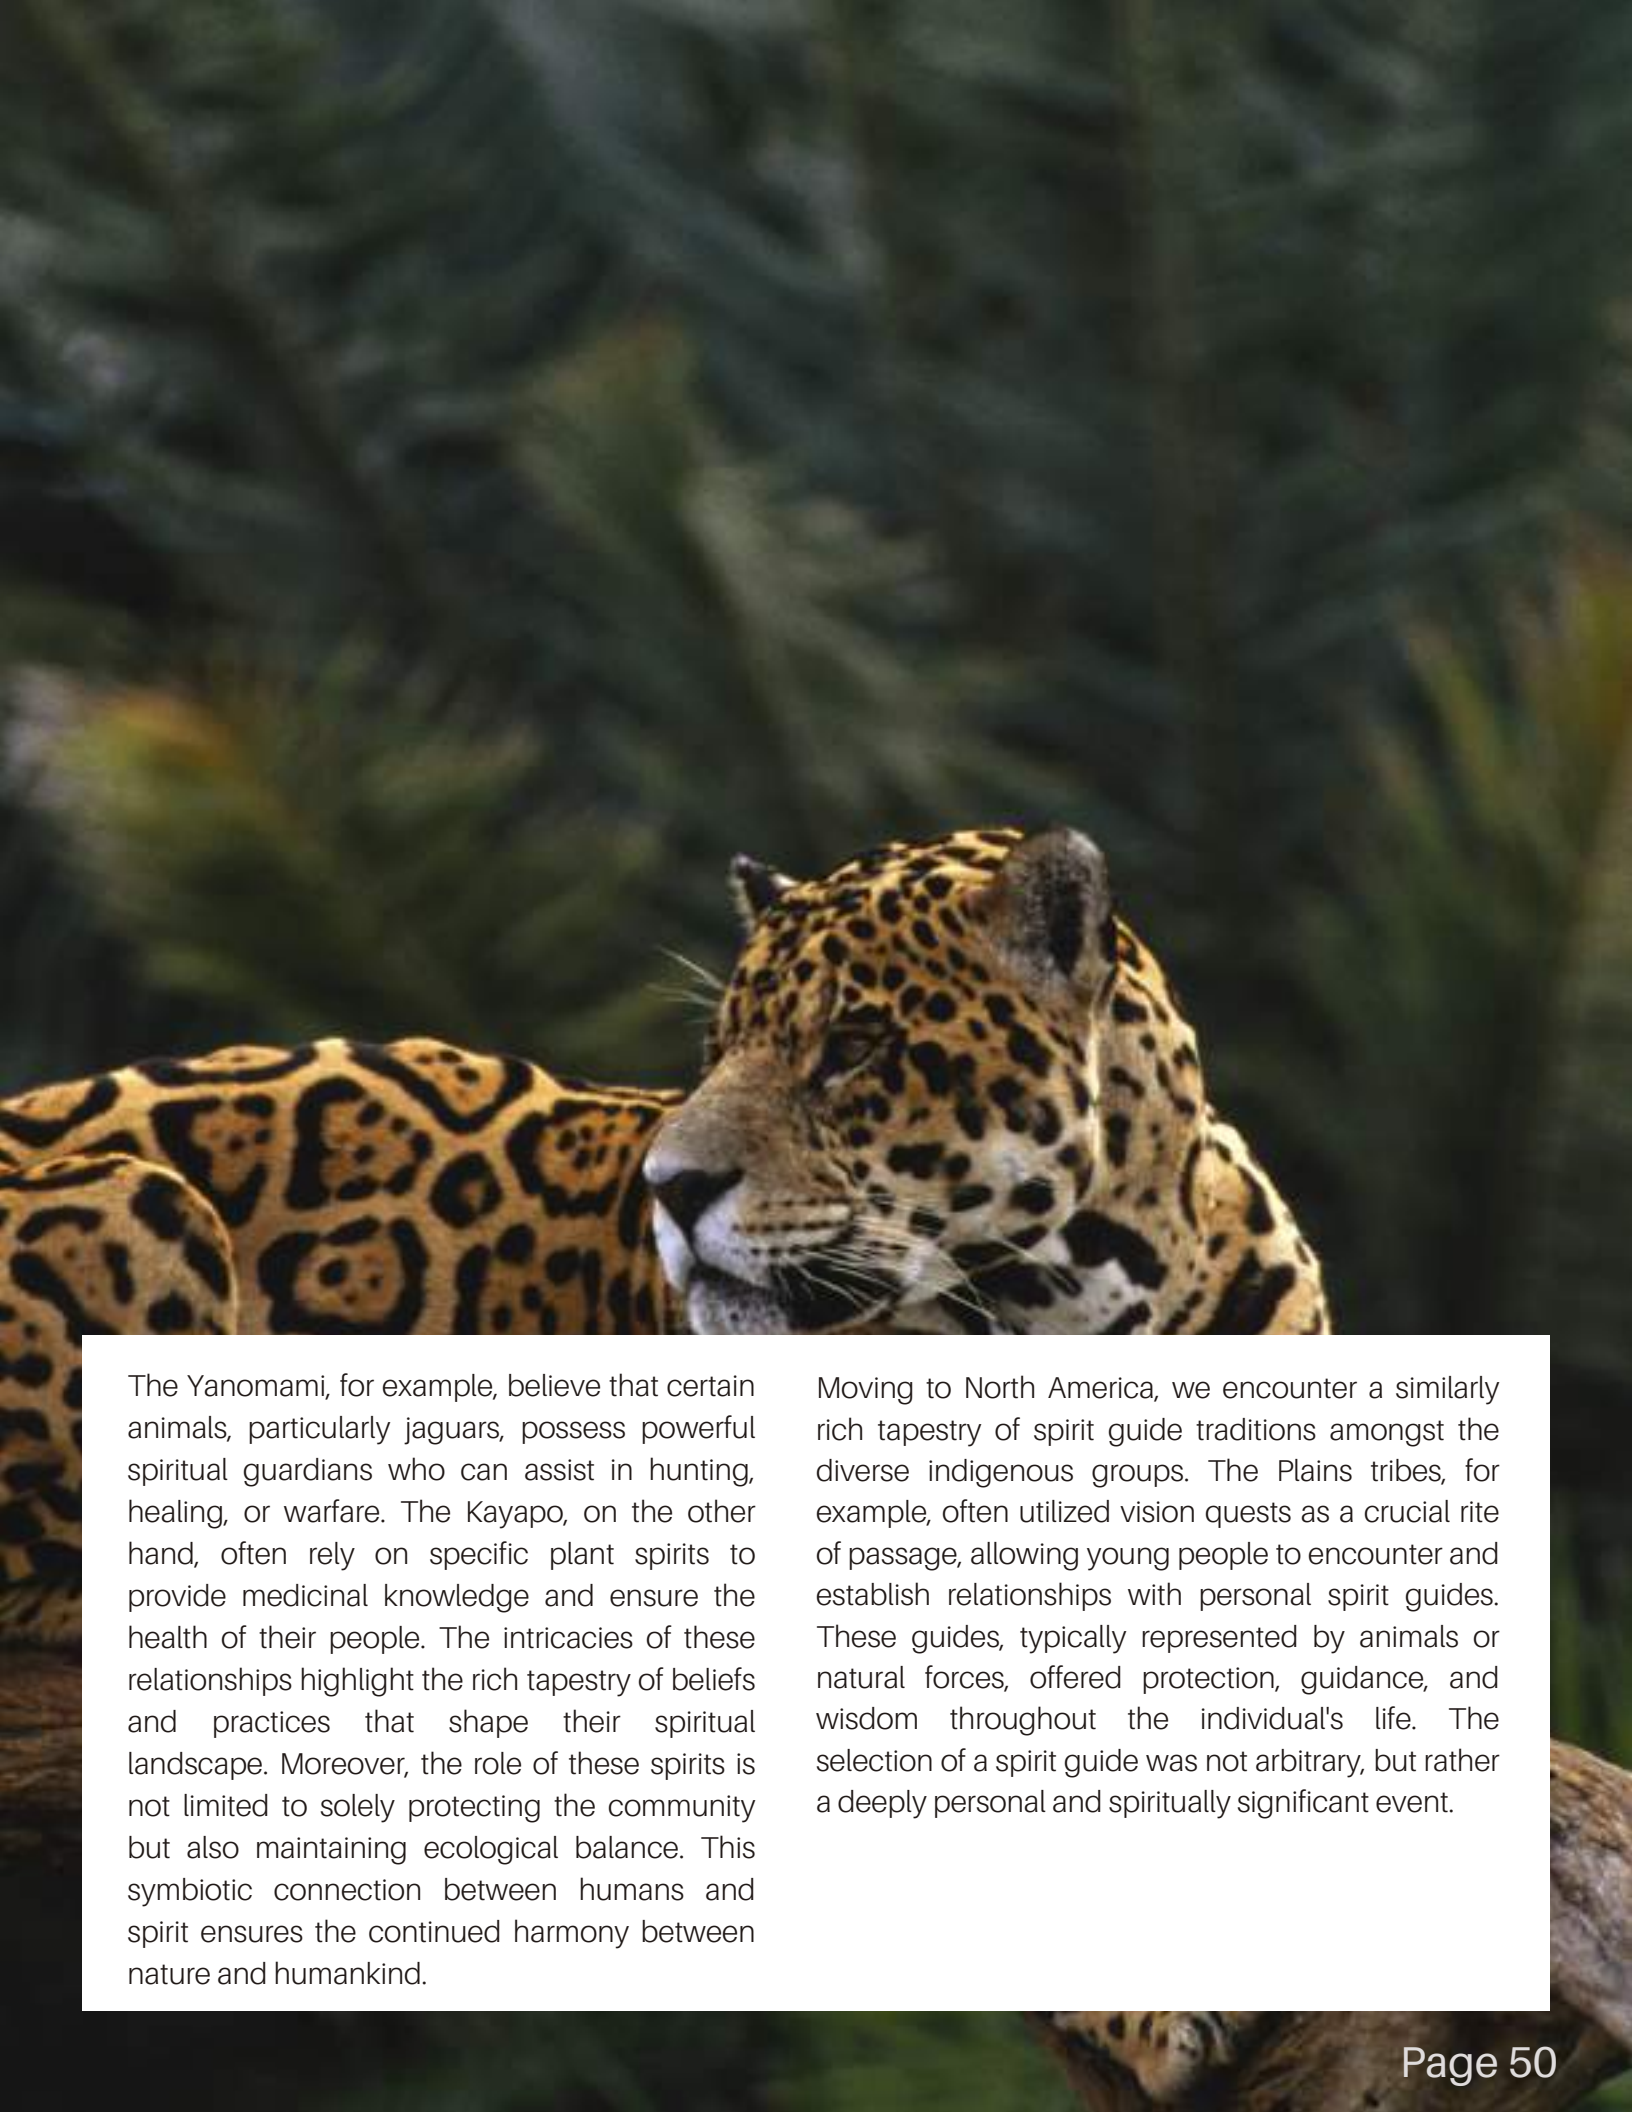 The Yanomami, for example, believe that certain
animals, particularly jaguars, possess powerful
spiritual guardians who can assist in hunting,
healing, or warfare. The Kayapo, on the other
hand, often rely on specific plant spirits to
provide medicinal knowledge and ensure the
health of their people. The intricacies of these
relationships highlight the rich tapestry of beliefs
and practices that shape their spiritual
landscape. Moreover, the role of these spirits is
not limited to solely protecting the community
but also maintaining ecological balance. This
symbiotic connection between humans and
spirit ensures the continued harmony between
nature and humankind.
Moving to North America, we encounter a similarly
rich tapestry of spirit guide traditions amongst the
diverse indigenous groups. The Plains tribes, for
example, often utilized vision quests as a crucial rite
of passage, allowing young people to encounter and
establish relationships with personal spirit guides.
These guides, typically represented by animals or
natural forces, offered protection, guidance, and
wisdom throughout the individual's life. The
selection of a spirit guide was not arbitrary, but rather
a deeply personal and spiritually significant event.
Page 50